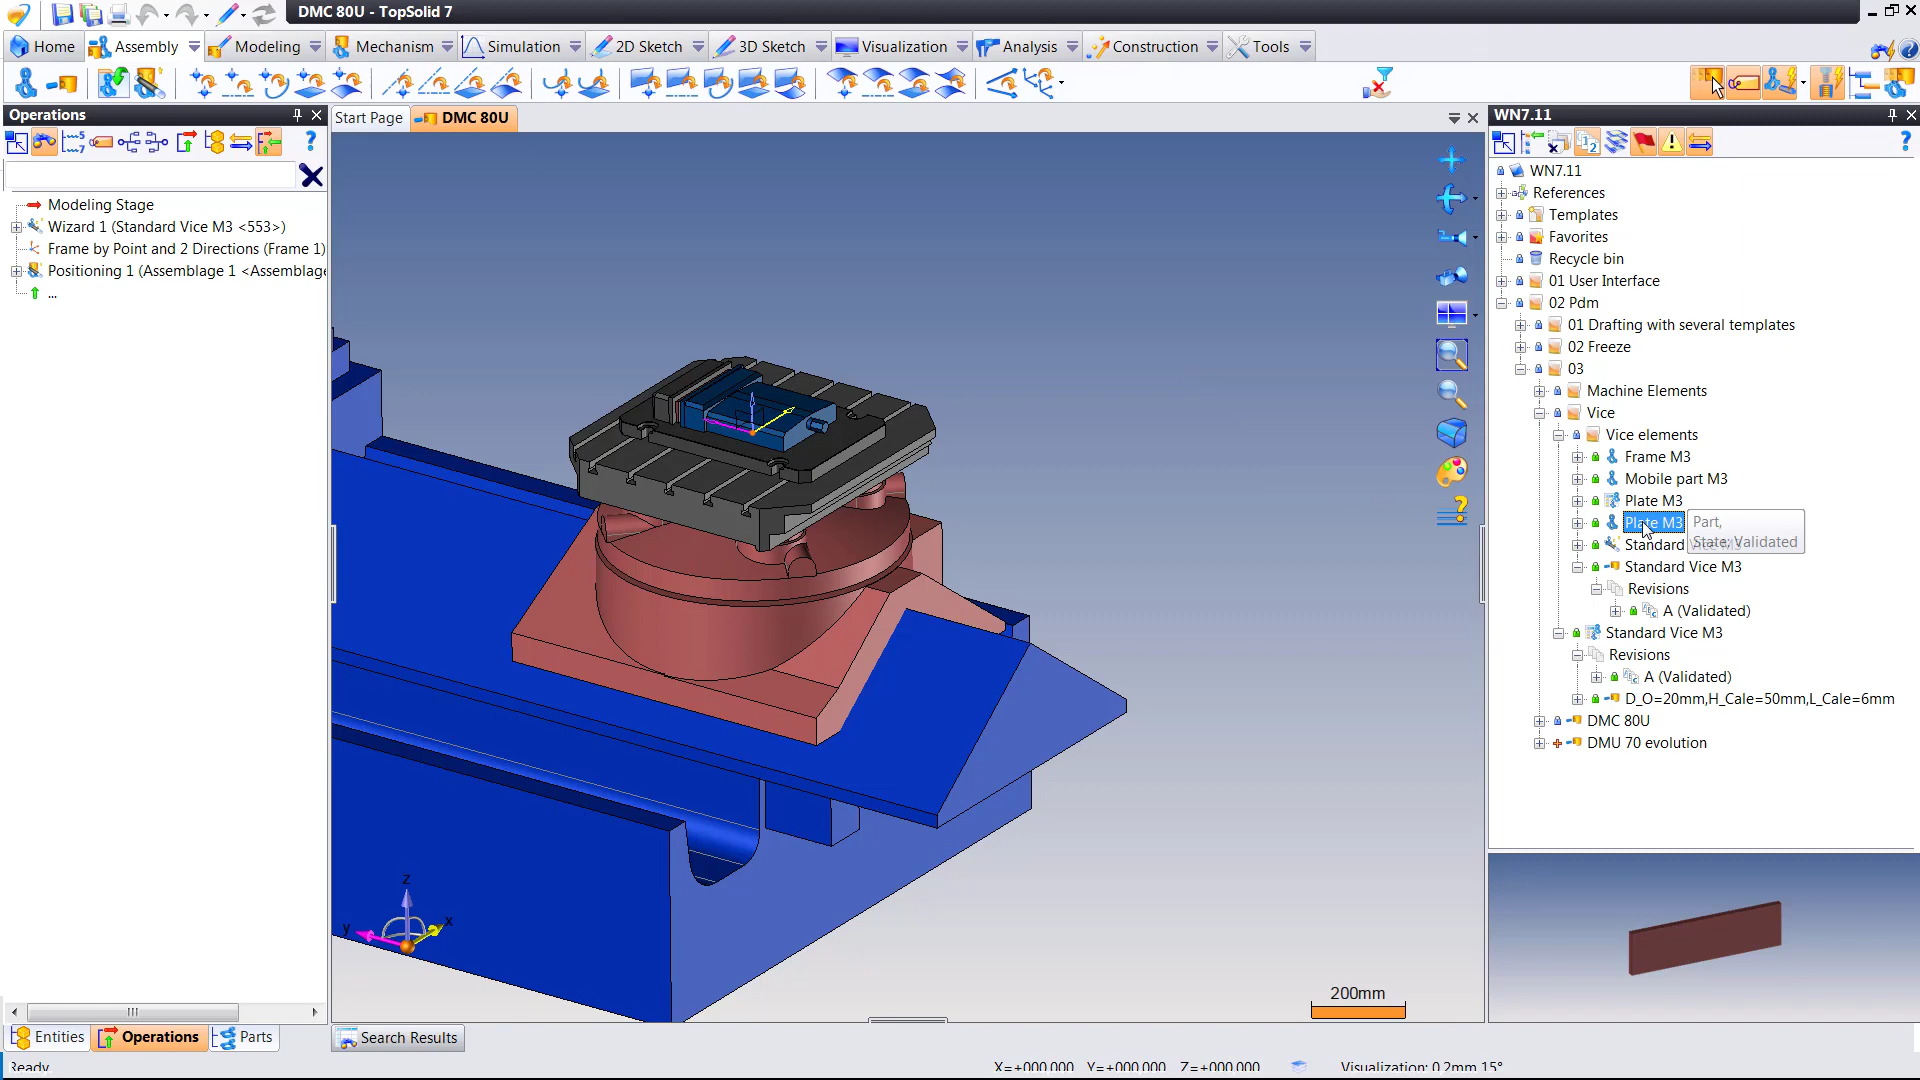 DMC 80U - TopSolid 7
Home
Assembly
Modeling
Mechanism
Simulation
2D Sketch
3D Sketch
Visualization
Analysis
Construction
Tools
Operations
Modeling Stage
Wizard 1 (Standard Vice M3 <553>)
Frame by Point and 2 Directions (Frame 1)
Positioning 1 (Assemblage 1 <Assemblage
...
Start Page
DMC 80U
z
x
y
200mm
WN7.11
WN7.11
References
Templates
Favorites
Recycle bin
01 User Interface
02 Pdm
01 Drafting with several templates
02 Freeze
03
Machine Elements
Vice
Vice elements
Frame M3
Mobile part M3
Plate M3
Plate M3
Part,
State: Validated
Standard Vice M3
Standard Vice M3
Revisions
A (Validated)
Standard Vice M3
Revisions
A (Validated)
D_O=20mm,H_Cale=50mm,L_Cale=6mm
DMC 80U
DMU 70 evolution
Entities
Operations
Parts
Search Results
Ready
X=+000,000 Y=+000,000 Z=+000,000
Visualization: 0.2mm 15°